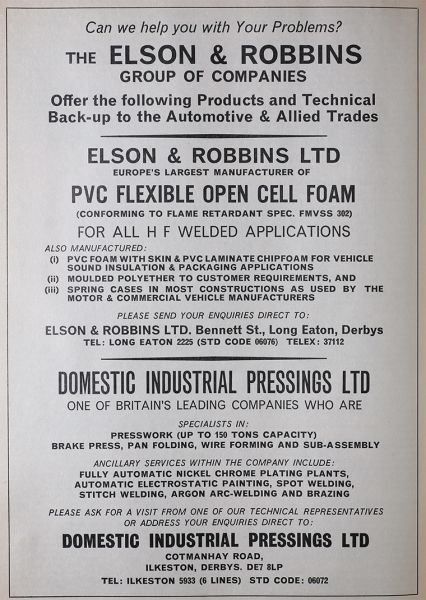 Can we help you with Your Problems?
THE ELSON & ROBBINS
GROUP OF COMPANIES
Offer the following Products and Technical
Back-up to the Automotive & Allied Trades
ELSON & ROBBINS LTD
EUROPE'S LARGEST MANUFACTURER OF
PVC FLEXIBLE OPEN CELL FOAM
(CONFORMING TO FLAME RETARDANT SPEC. FMVSS 302)
FOR ALL H F WELDED APPLICATIONS
ALSO MANUFACTURED:
(i) PVC FOAM WITH SKIN & PVC LAMINATE CHIPFOAM FOR VEHICLE
SOUND INSULATION & PACKAGING APPLICATIONS
(ii) MOULDED POLYETHER TO CUSTOMER REQUIREMENTS, AND
(iii) SPRING CASES IN MOST CONSTRUCTIONS AS USED BY THE
MOTOR & COMMERCIAL VEHICLE MANUFACTURERS
PLEASE SEND YOUR ENQUIRIES DIRECT TO:
ELSON & ROBBINS LTD. Bennett St., Long Eaton, Derbys
TEL: LONG EATON 2225 (STD CODE 06076) TELEX: 37112
DOMESTIC INDUSTRIAL PRESSINGS LTD
ONE OF BRITAIN'S LEADING COMPANIES WHO ARE
SPECIALISTS IN:
PRESSWORK (UP TO 150 TONS CAPACITY)
BRAKE PRESS, PAN FOLDING, WIRE FORMING AND SUB-ASSEMBLY
ANCILLARY SERVICES WITHIN THE COMPANY INCLUDE:
FULLY AUTOMATIC NICKEL CHROME PLATING PLANTS,
AUTOMATIC ELECTROSTATIC PAINTING, SPOT WELDING,
STITCH WELDING, ARGON ARC-WELDING AND BRAZING
PLEASE ASK FOR A VISIT FROM ONE OF OUR TECHNICAL REPRESENTATIVES
OR ADDRESS YOUR ENQUIRIES DIRECT TO:
DOMESTIC INDUSTRIAL PRESSINGS LTD
COTMANHAY ROAD,
ILKESTON, DERBYS. DE7 8LP
TEL: ILKESTON 5933 (6 LINES) STD CODE: 06072